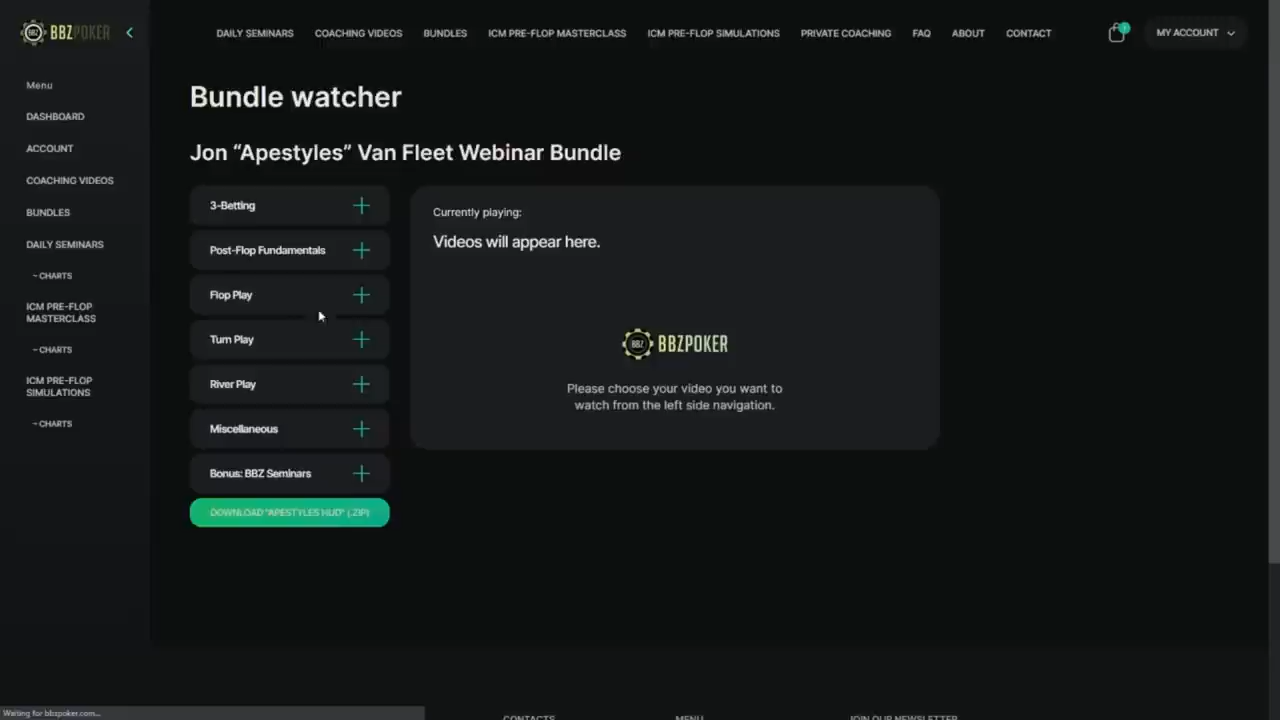 BBZ BBZPOKER
DAILY SEMINARS COACHING VIDEOS BUNDLES ICM PRE-FLOP MASTERCLASS ICM PRE-FLOP SIMULATIONS PRIVATE COACHING FAQ ABOUT CONTACT
MY ACCOUNT
Menu
DASHBOARD
ACCOUNT
COACHING VIDEOS
BUNDLES
DAILY SEMINARS
- CHARTS
ICM PRE-FLOP
MASTERCLASS
- CHARTS
ICM PRE-FLOP
SIMULATIONS
- CHARTS
Bundle watcher
Jon “Apestyles” Van Fleet Webinar Bundle
3-Betting
Post-Flop Fundamentals
Flop Play
Turn Play
River Play
Miscellaneous
Bonus: BBZ Seminars
DOWNLOAD "APESTYLES HUD" (.ZIP)
Currently playing:
Videos will appear here.
BBZ BBZPOKER
Please choose your video you want to
watch from the left side navigation.
Waiting for bbzpoker.com...
CONTACTS MENU JOIN OUR NEWSLETTER